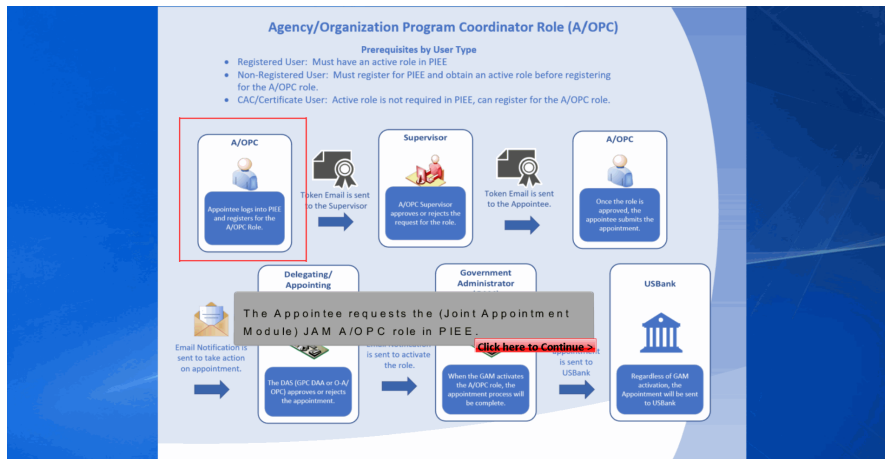 Agency/Organization Program Coordinator Role (A/OPC)
Prerequisites by User Type
• Registered User: Must have an active role in PIEE
• Non-Registered User: Must register for PIEE and obtain an active role before registering
for the A/OPC role.
• CAC/Certificate User: Active role is not required in PIEE, can register for the A/OPC role.
A/OPC
Appointee logs into PIEE
and registers for the
A/OPC Role.
Token Email is sent
to the Supervisor
Supervisor
A/OPC Supervisor
approves or rejects the
request for the role.
Token Email is sent
to the Appointee.
A/OPC
Once the role is
approved, the
appointee submits the
appointment.
Email Notification is
sent to take action
on appointment.
Delegating/
Appointing
The DAS (GPC DAA or O-A/
OPC) approves or rejects
the appointment.
is sent to activate
the role.
Government
Administrator
When the GAM activates
the A/OPC role, the
appointment process will
be complete.
appointment
is sent to
USBank
USBank
Regardless of GAM
activation, the
Appointment will be sent
to USBank
The Appointee requests the (Joint Appointment
Module) JAM A/OPC role in PIEE.
Click here to Continue >